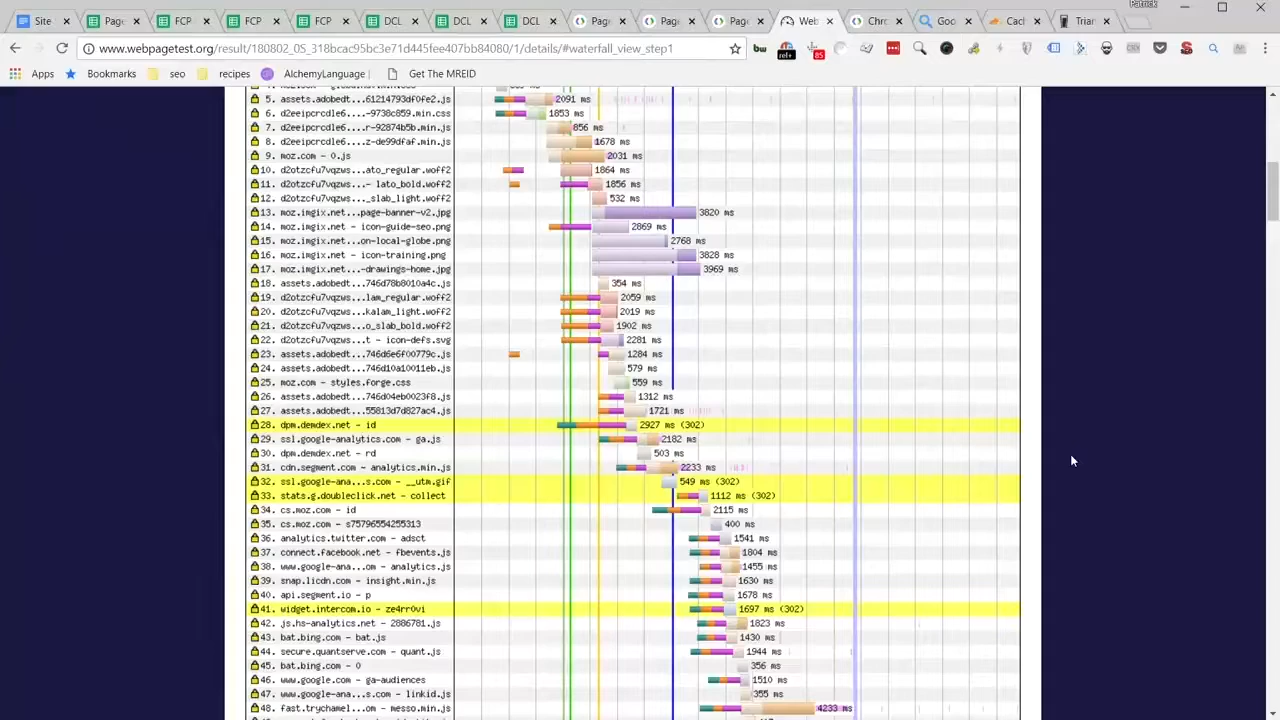 Patrick
Site
Test
Test
Test
Pag
Test
Pag
Test
Chec
Test
Cach
Tran
www.webpagetest.org/result/180802_05_318bcac95bc3e71d445fee407bb84080/1/details/#waterfall_view_step1
Apps Bookmarks seo recipes AlchemyLanguage | Get The MREID
5. assets.adobedt...61214793df0fe2.js 2091 ms
6. d2eeipcrcdle6....-9738c859.min.css 1853 ms
7. d2eeipcrcdle6....r-92874b5b.min.js 856 ms
8. d2eeipcrcdle6....z-de99dfaf.min.js 1678 ms
9. moz.com - 0.js 2031 ms
10. d2otzcfu7vqzws...ato_regular.woff2 1864 ms
11. d2otzcfu7vqzws...- lato_bold.woff2 1856 ms
12. d2otzcfu7vqzws..._slab_light.woff2 532 ms
13. moz.imgix.net...page-banner-v2.jpg 3820 ms
14. moz.imgix.net - icon-guide-seo.png 2869 ms
15. moz.imgix.net...on-local-globe.png 2768 ms
16. moz.imgix.net - icon-training.png 3828 ms
17. moz.imgix.net...-drawings-home.jpg 3969 ms
18. assets.adobedt...746d78b8010a4c.js 354 ms
19. d2otzcfu7vqzws...lam_regular.woff2 2059 ms
20. d2otzcfu7vqzws...kalam_light.woff2 2019 ms
21. d2otzcfu7vqzws...o_slab_bold.woff2 1902 ms
22. d2otzcfu7vqzws...t - icon-defs.svg 2281 ms
23. assets.adobedt...746d6e6f00779c.js 1284 ms
24. assets.adobedt...746d10a10011eb.js 579 ms
25. moz.com - styles.forge.css 559 ms
26. assets.adobedt...746d04eb0023f8.js 1312 ms
27. assets.adobedt...55813d7d827ac4.js 1721 ms
28. dpm.demdex.net - id 2927 ms (302)
29. ssl.google-analytics.com - ga.js 2182 ms
30. dpm.demdex.net - rd 503 ms
31. cdn.segment.com - analytics.min.js 2233 ms
32. ssl.google-ana...s.com - __utm.gif 549 ms (302)
33. stats.g.doubleclick.net - collect 1112 ms (302)
34. cs.moz.com - id 2115 ms
35. cs.moz.com - s75796554255313 400 ms
36. analytics.twitter.com - adsct 1541 ms
37. connect.facebook.net - fbevents.js 1804 ms
38. www.google-ana...om - analytics.js 1455 ms
39. snap.licdn.com - insight.min.js 1630 ms
40. api.segment.io - p 1678 ms
41. widget.intercom.io - ze4rr0vi 1697 ms (302)
42. js.hs-analytics.net - 2886781.js 1823 ms
43. bat.bing.com - bat.js 1430 ms
44. secure.quantserve.com - quant.js 1944 ms
45. bat.bing.com - 0 356 ms
46. www.google.com - ga-audiences 1510 ms
47. www.google-ana...s.com - linkid.js 355 ms
48. fast.trychamel...om - messo.min.js 4233 ms